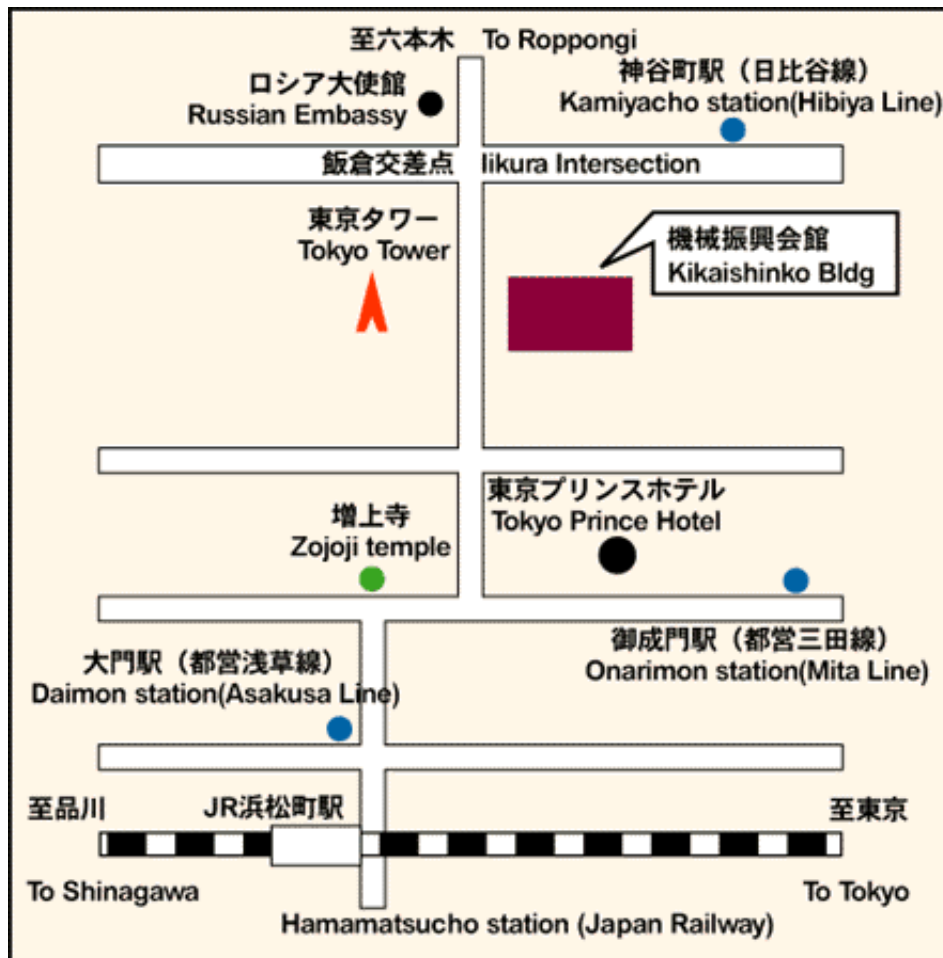 至六本木 To Roppongi
ロシア大使館
Russian Embassy
神谷町駅（日比谷線）
Kamiyacho station(Hibiya Line)
飯倉交差点 Iikura Intersection
東京タワー
Tokyo Tower
機械振興会館
Kikaishinko Bldg
東京プリンスホテル
Tokyo Prince Hotel
増上寺
Zojoji temple
御成門駅（都営三田線）
Onarimon station(Mita Line)
大門駅（都営浅草線）
Daimon station(Asakusa Line)
至品川
JR浜松町駅
至東京
To Shinagawa
To Tokyo
Hamamatsucho station (Japan Railway)